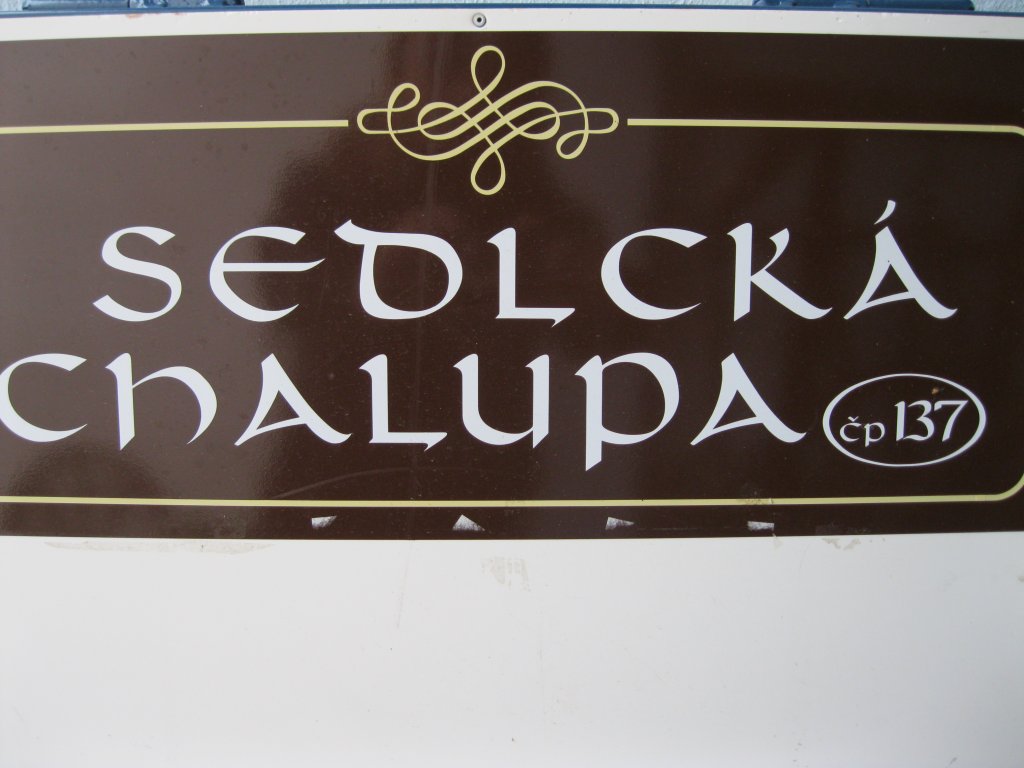 SEDLCKÁ
CHALUPA čp 137